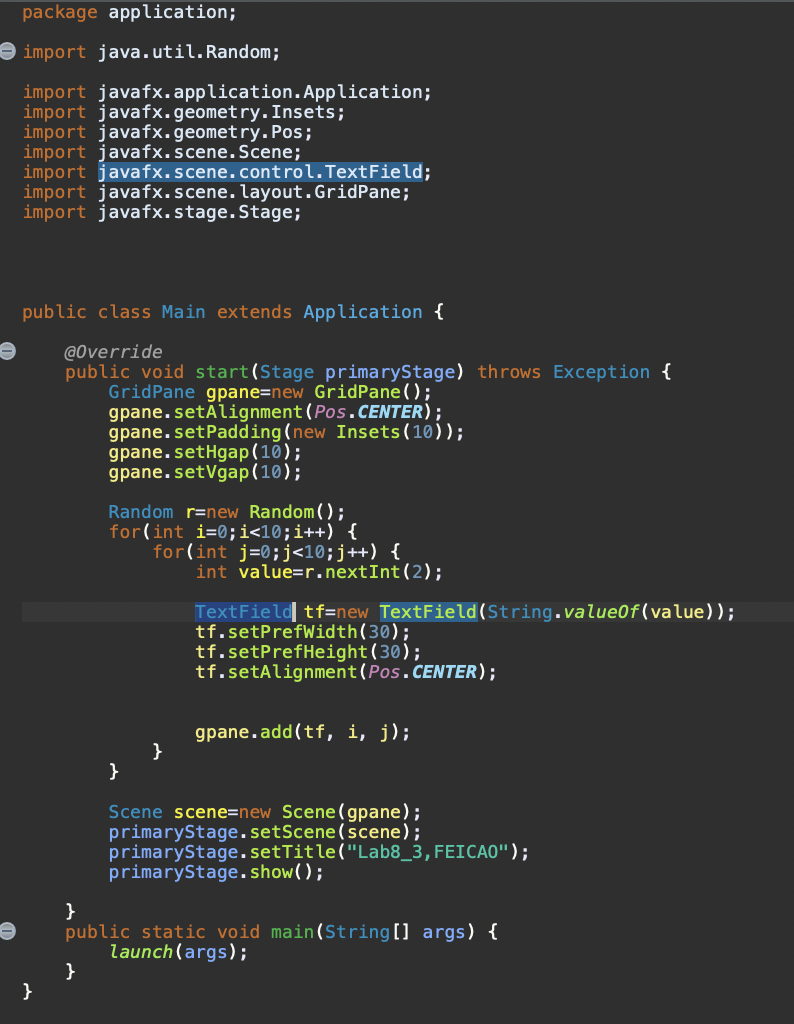 package application;
import java.util.Random;
import javafx.application.Application;
import javafx.geometry.Insets;
import javafx.geometry.Pos;
import javafx.scene.Scene;
import javafx.scene.control.TextField;
import javafx.scene.layout.GridPane;
import javafx.stage.Stage;
public class Main extends Application {
@Override
public void start(Stage primaryStage) throws Exception {
GridPane gpane=new GridPane();
gpane.setAlignment(Pos.CENTER);
gpane.setPadding(new Insets(10));
gpane.setHgap(10);
gpane.setVgap(10);
Random r=new Random();
for(int i=0;i<10;i++) {
for(int j=0;j<10;j++) {
int value=r.nextInt(2);
TextField tf=new TextField(String.valueOf(value));
tf.setPrefWidth(30);
tf.setPrefHeight(30);
tf.setAlignment(Pos.CENTER);
gpane.add(tf, i, j);
}
}
Scene scene=new Scene(gpane);
primaryStage.setScene(scene);
primaryStage.setTitle("Lab8_3,FEICAO");
primaryStage.show();
}
public static void main(String[] args) {
launch(args);
}
}